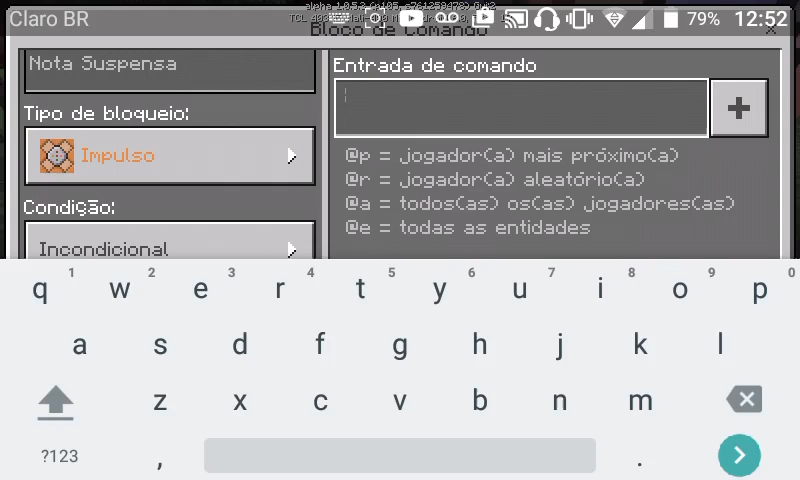 Claro BR
79%
12:52
Bloco de Comando
x
Nota Suspensa
Tipo de bloqueio:
Impulso
Condição:
Incondicional
Entrada de comando
+
@p = jogador(a) mais próximo(a)
@r = jogador(a) aleatório(a)
@a = todos(as) os(as) jogadores(as)
@e = todas as entidades
1 2 3 4 5 6 7 8 9 0
q w e r t y u i o p
a s d f g h j k l
z x c v b n m
?123 , .